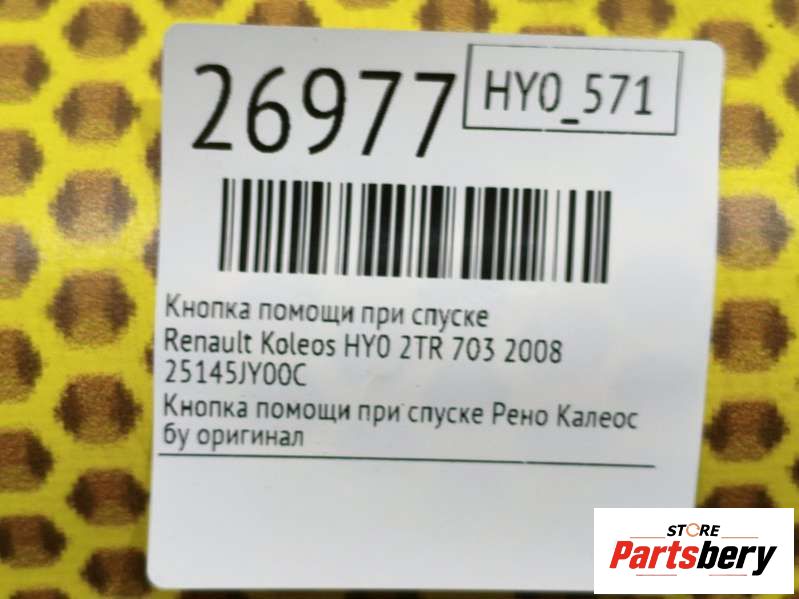 26977
HY0_571
Кнопка помощи при спуске
Renault Koleos HY0 2TR 703 2008
25145JY00C
Кнопка помощи при спуске Рено Калеос
бу оригинал
STORE
Partsbery